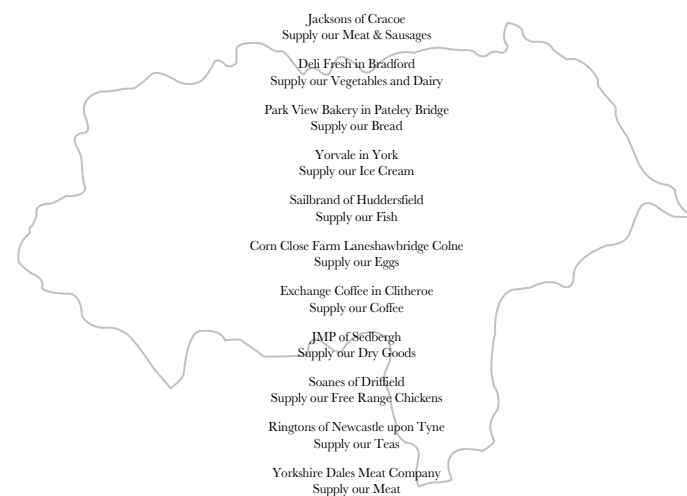 Jacksons of Cracoe
Supply our Meat & Sausages
Deli Fresh in Bradford
Supply our Vegetables and Dairy
Park View Bakery in Pateley Bridge
Supply our Bread
Yorvale in York
Supply our Ice Cream
Sailbrand of Huddersfield
Supply our Fish
Corn Close Farm Laneshawbridge Colne
Supply our Eggs
Exchange Coffee in Clitheroe
Supply our Coffee
JMP of Sedbergh
Supply our Dry Goods
Soanes of Driffield
Supply our Free Range Chickens
Ringtons of Newcastle upon Tyne
Supply our Teas
Yorkshire Dales Meat Company
Supply our Meat